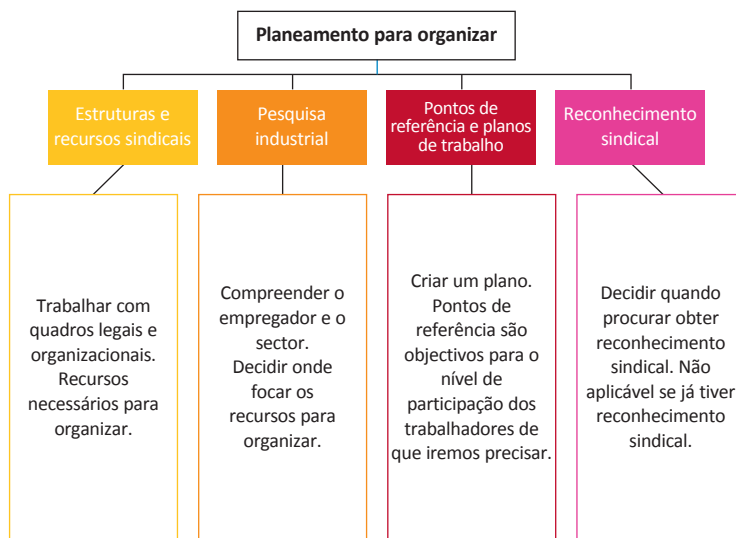 Planeamento para organizar
Estruturas e
recursos sindicais
Pesquisa
industrial
Pontos de
referência e planos
de trabalho
Reconhecimento
sindical
Trabalhar com
quadros legais e
organizacionais.
Recursos
necessários para
organizar.
Compreender o
empregador e o
sector.
Decidir onde
focar os
recursos para
organizar.
Criar um plano.
Pontos de
referência são
objectivos para o
nível de
participação dos
trabalhadores de
que iremos precisar.
Decidir quando
procurar obter
reconhecimento
sindical. Não
aplicável se já tiver
reconhecimento
sindical.